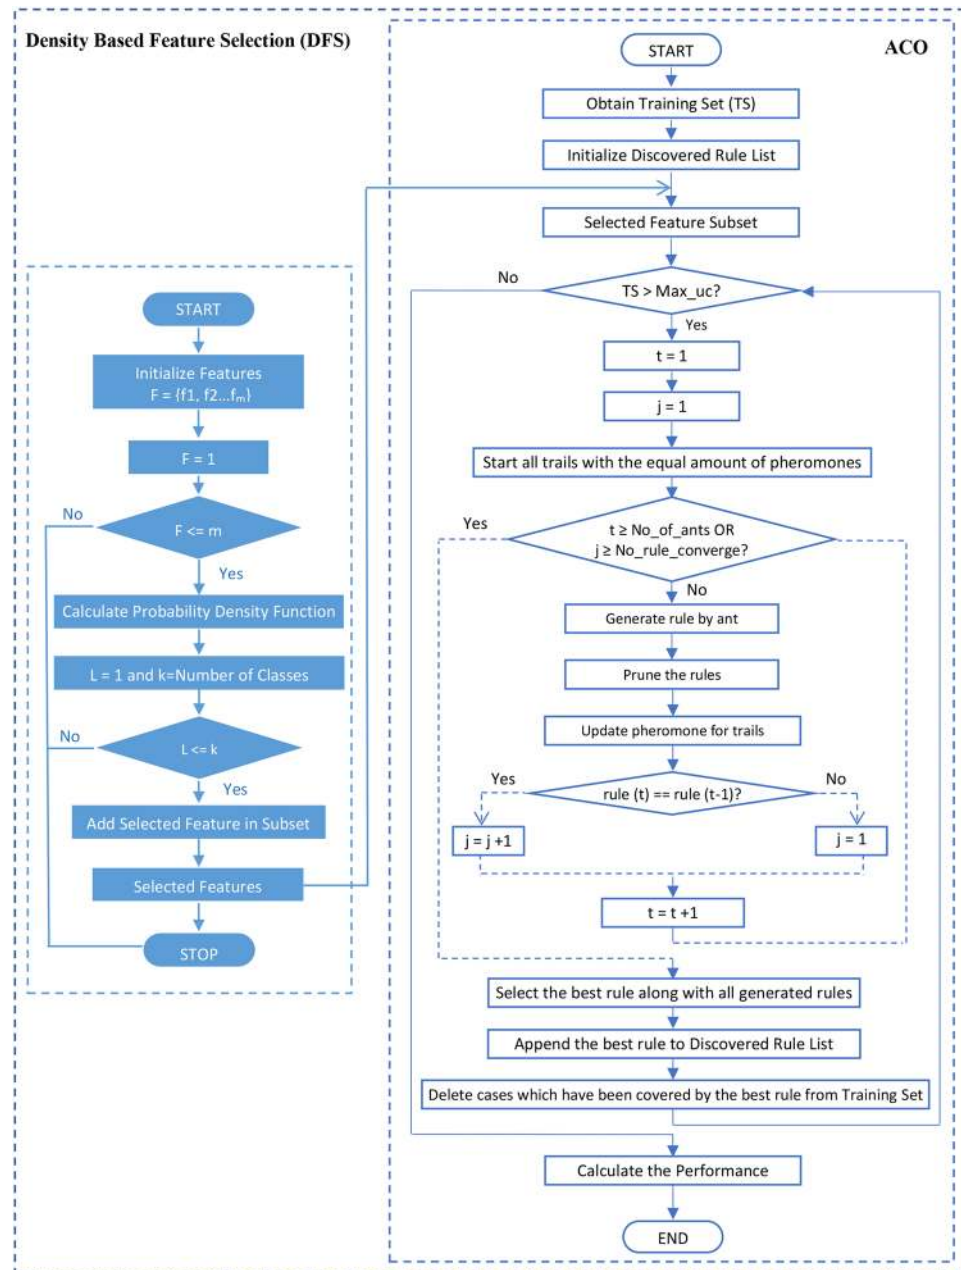 Density Based Feature Selection (DFS)
START
Initialize Features
F = {f1, f2...fₘ}
F = 1
No
F <= m
Yes
Calculate Probability Density Function
L = 1 and k=Number of Classes
No
L <= k
Yes
Add Selected Feature in Subset
Selected Features
STOP
ACO
START
Obtain Training Set (TS)
Initialize Discovered Rule List
Selected Feature Subset
No
TS > Max_uc?
Yes
t = 1
j = 1
Start all trails with the equal amount of pheromones
Yes
t ≥ No_of_ants OR
j ≥ No_rule_converge?
No
Generate rule by ant
Prune the rules
Update pheromone for trails
Yes
No
rule (t) == rule (t-1)?
j = j +1
j = 1
t = t +1
Select the best rule along with all generated rules
Append the best rule to Discovered Rule List
Delete cases which have been covered by the best rule from Training Set
Calculate the Performance
END